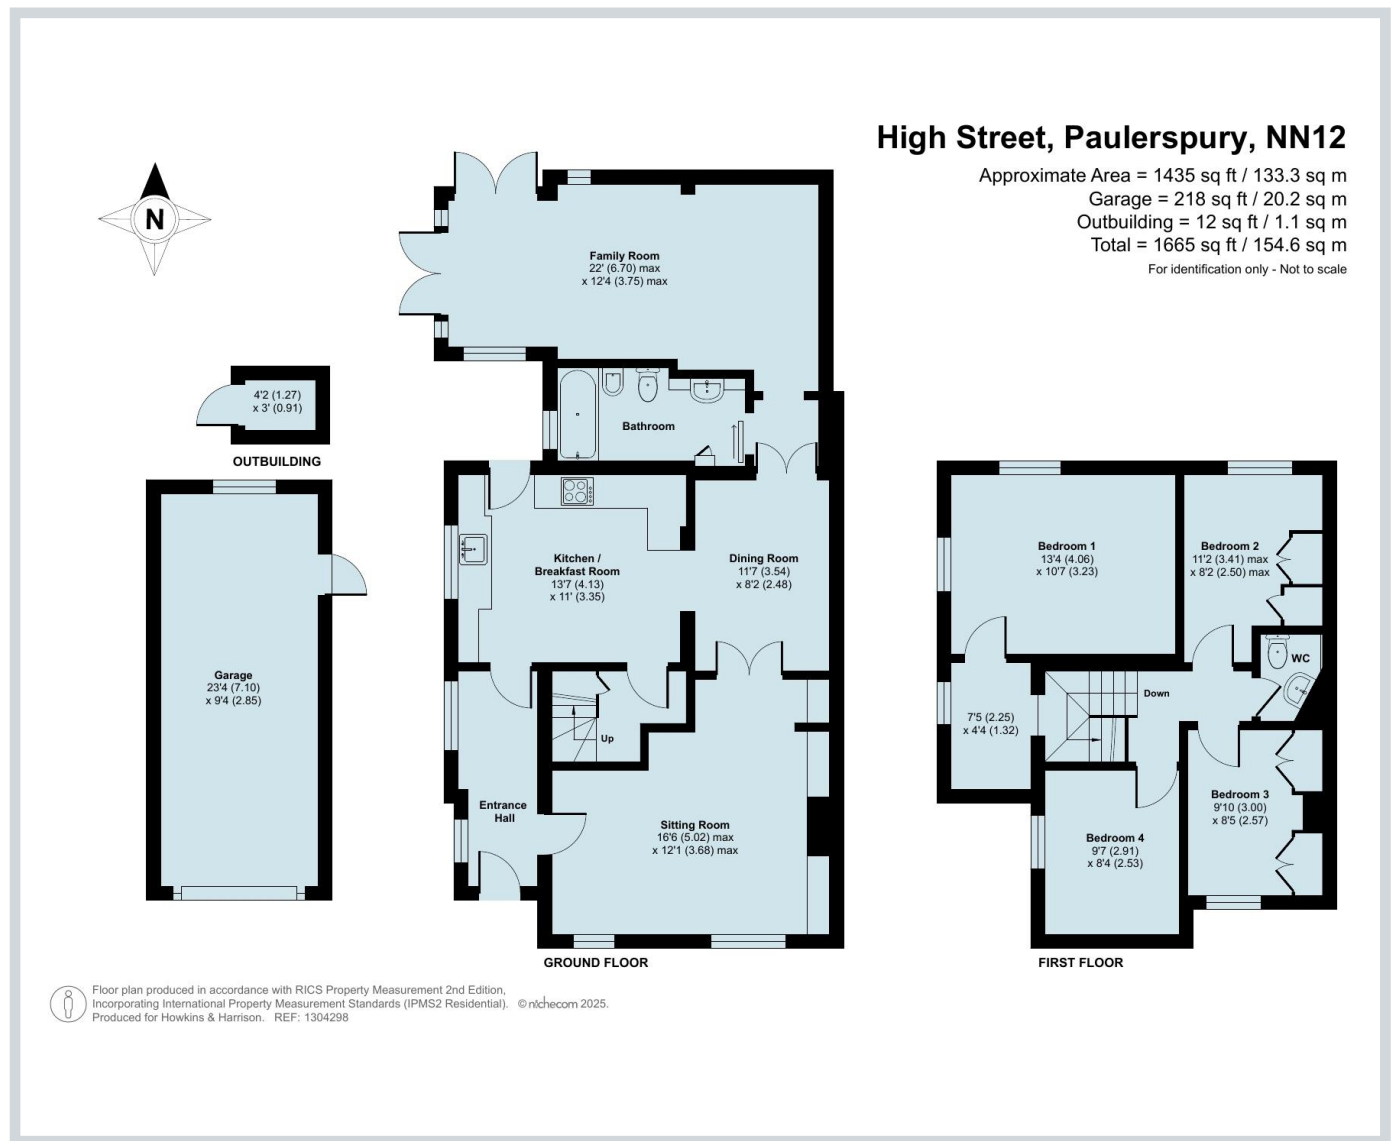 High Street, Paulerspury, NN12
Approximate Area = 1435 sq ft / 133.3 sq m
Garage = 218 sq ft / 20.2 sq m
Outbuilding = 12 sq ft / 1.1 sq m
Total = 1665 sq ft / 154.6 sq m
For identification only - Not to scale
N
Family Room
22' (6.70) max
x 12'4 (3.75) max
4'2 (1.27)
x 3' (0.91)
OUTBUILDING
Bathroom
Garage
23'4 (7.10)
x 9'4 (2.85)
Kitchen /
Breakfast Room
13'7 (4.13)
x 11' (3.35)
Dining Room
11'7 (3.54)
x 8'2 (2.48)
Up
Entrance
Hall
Sitting Room
16'6 (5.02) max
x 12'1 (3.68) max
GROUND FLOOR
Bedroom 1
13'4 (4.06)
x 10'7 (3.23)
Bedroom 2
11'2 (3.41) max
x 8'2 (2.50) max
WC
Down
7'5 (2.25)
x 4'4 (1.32)
Bedroom 3
9'10 (3.00)
x 8'5 (2.57)
Bedroom 4
9'7 (2.91)
x 8'4 (2.53)
FIRST FLOOR
Floor plan produced in accordance with RICS Property Measurement 2nd Edition,
Incorporating International Property Measurement Standards (IPMS2 Residential). © nichecom 2025.
Produced for Howkins & Harrison. REF: 1304298